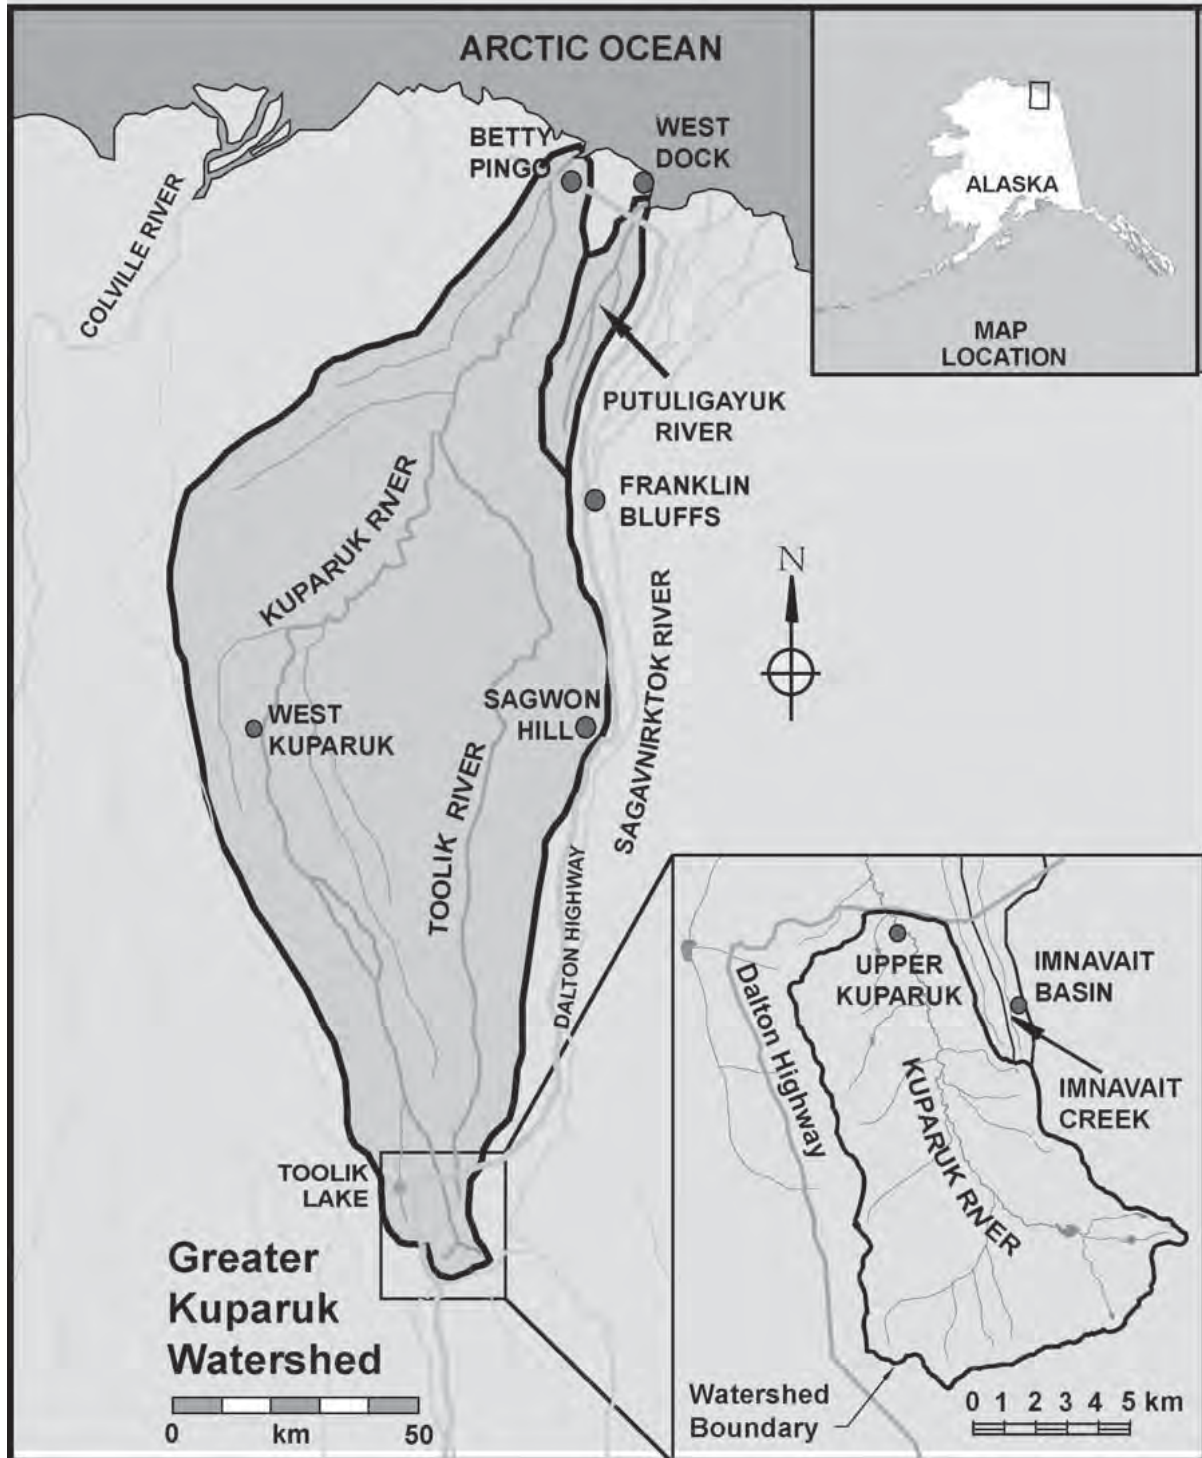 ARCTIC OCEAN
BETTY
PINGO
WEST
DOCK
COLVILLE RIVER
ALASKA
MAP
LOCATION
PUTULIGAYUK
RIVER
FRANKLIN
BLUFFS
KUPARUK RNER
N
SAGAVNIRKTOK RIVER
WEST
KUPARUK
SAGWON
HILL
TOOLIK RIVER
DALTON HIGHWAY
TOOLIK
LAKE
Greater
Kuparuk
Watershed
0 km 50
UPPER
KUPARUK
IMNAVAIT
BASIN
Dalton Highway
KUPARUK RNER
IMNAVAIT
CREEK
Watershed
Boundary
0 1 2 3 4 5 km